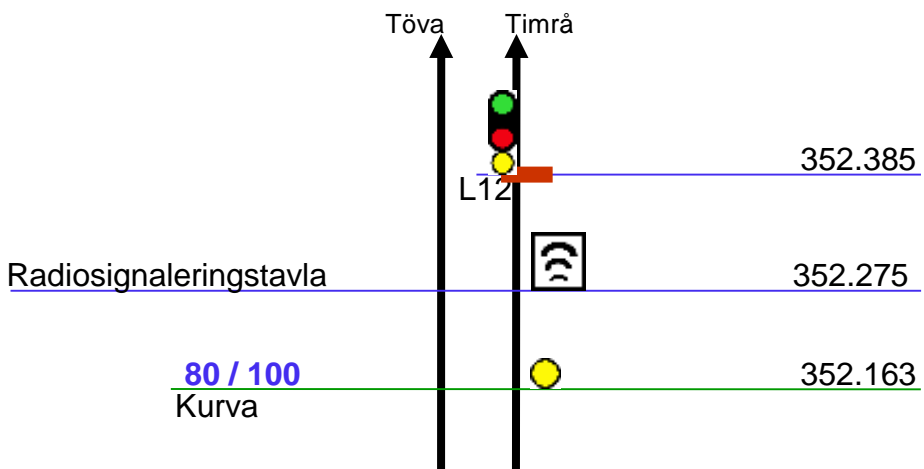 Töva Timrå
352.385
L12
Radiosignaleringstavla 352.275
80 / 100 352.163
Kurva